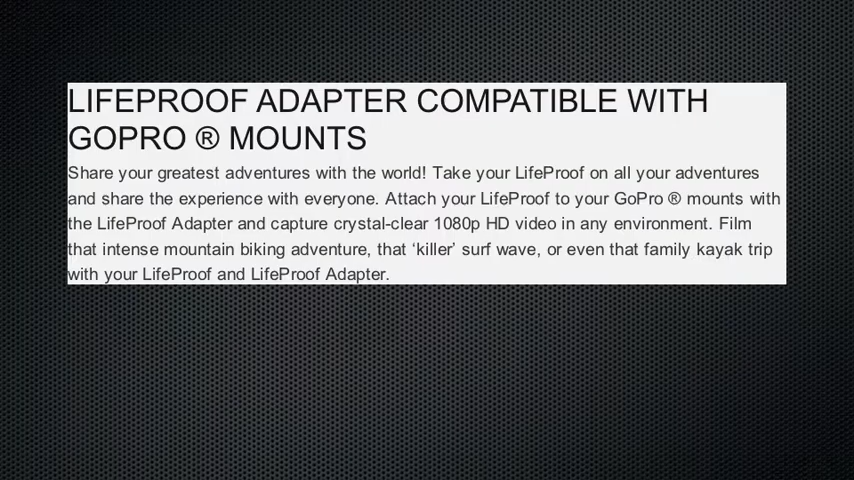 LIFEPROOF ADAPTER COMPATIBLE WITH
GOPRO ® MOUNTS
Share your greatest adventures with the world! Take your LifeProof on all your adventures
and share the experience with everyone. Attach your LifeProof to your GoPro ® mounts with
the LifeProof Adapter and capture crystal-clear 1080p HD video in any environment. Film
that intense mountain biking adventure, that ‘killer’ surf wave, or even that family kayak trip
with your LifeProof and LifeProof Adapter.